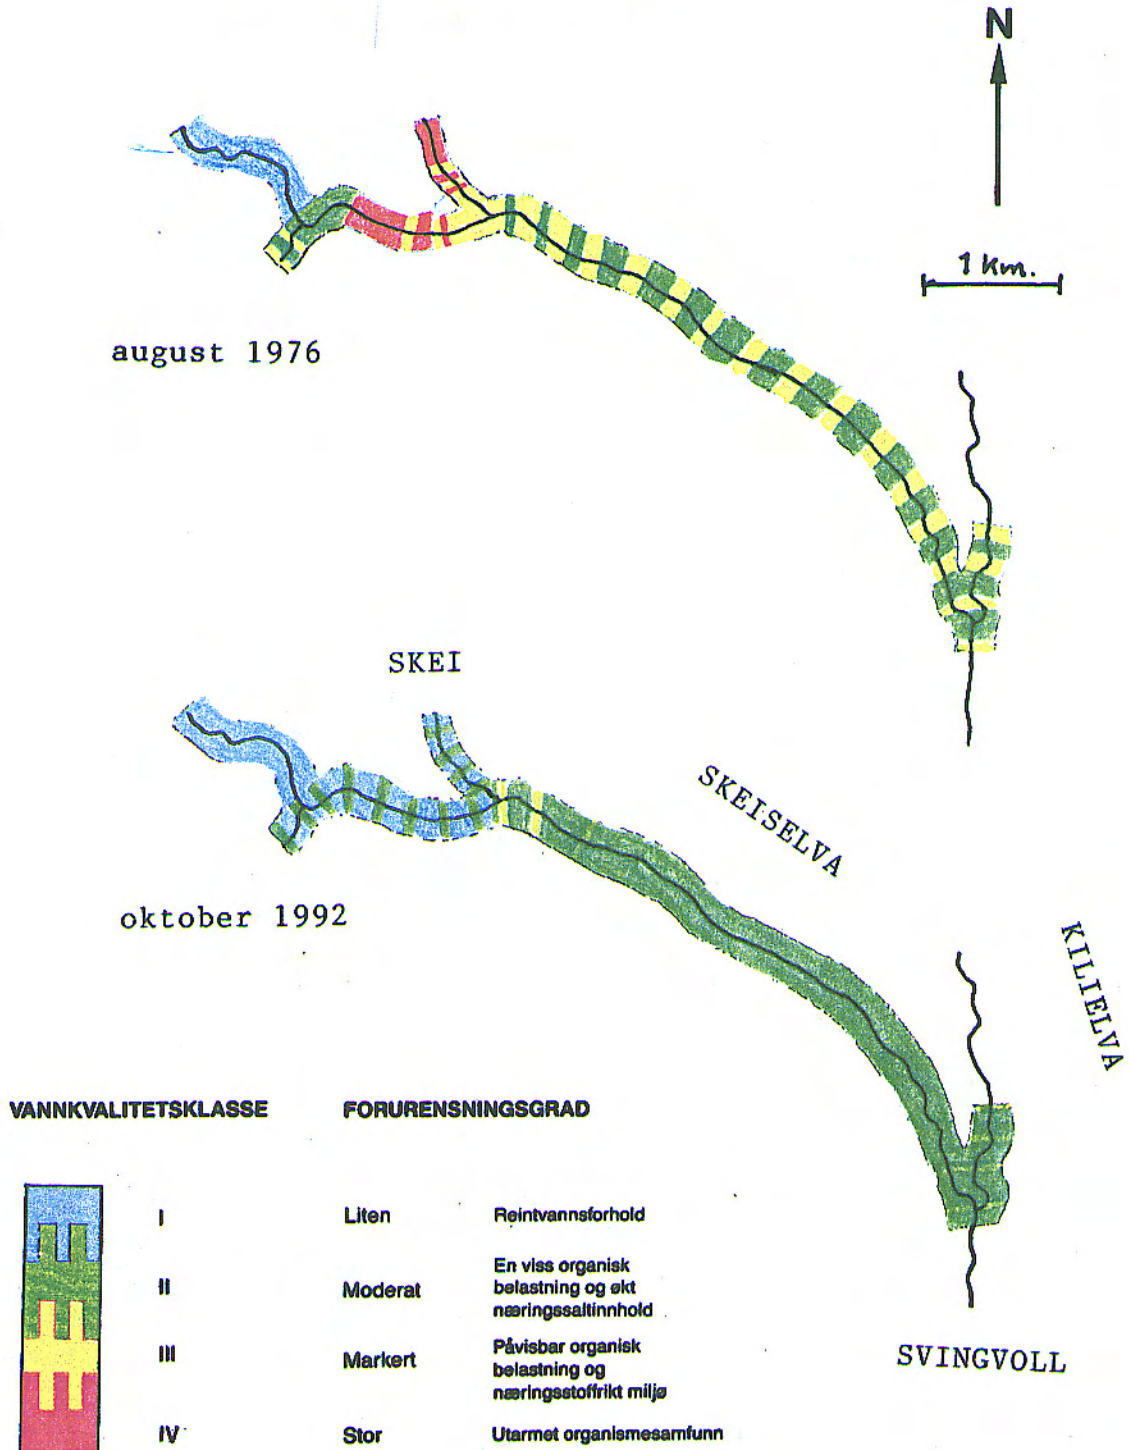 N
1 Km.
august 1976
SKEI
SKEISELVA
oktober 1992
KILIELVA
VANNKVALITETSKLASSE FORURENSNINGSGRAD
I Liten Reintvannsforhold
II Moderat En viss organisk
belastning og økt
næringssaltinnhold
III Markert Påvisbar organisk
belastning og
næringsstoffrikt miljø
SVINGVOLL
IV Stor Utarmet organismesamfunn